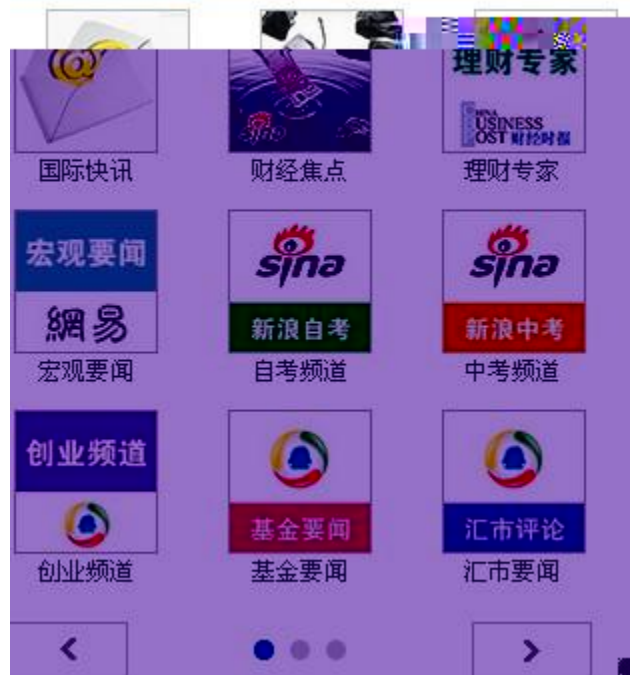 理财专家
CHINA
BUSINESS
POST 财经时报
国际快讯
财经焦点
理财专家
宏观要闻
網易
sina
新浪自考
sina
新浪中考
宏观要闻
自考频道
中考频道
创业频道
基金要闻
汇市评论
创业频道
基金要闻
汇市要闻